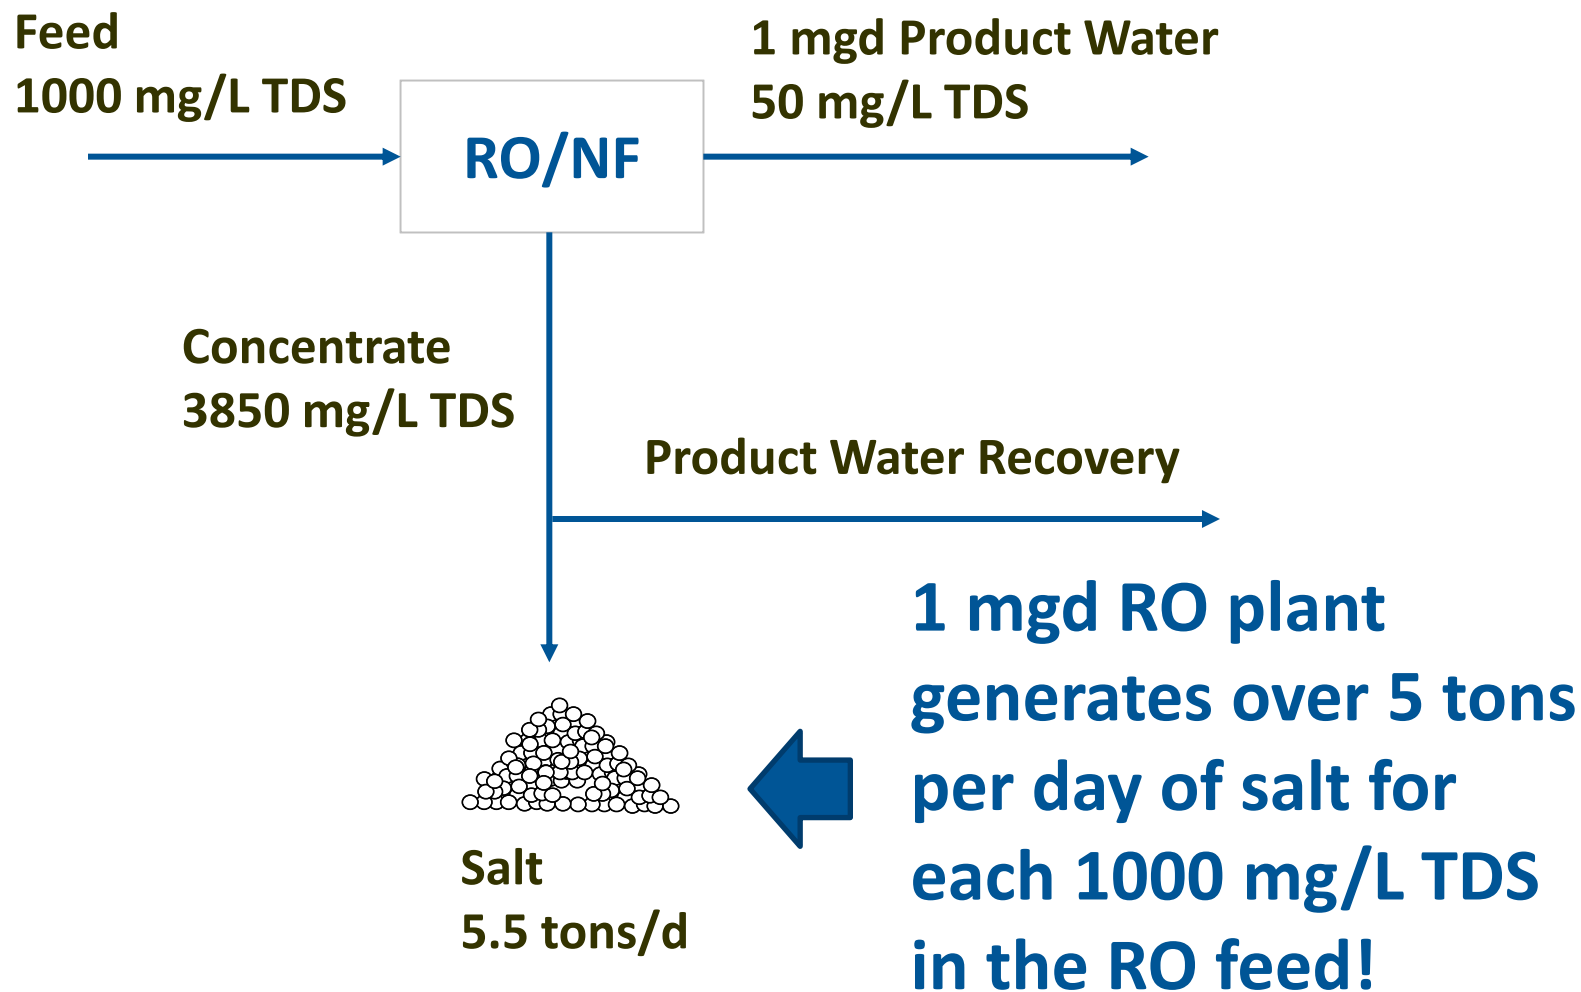 Feed
1000 mg/L TDS
1 mgd Product Water
50 mg/L TDS
RO/NF
Concentrate
3850 mg/L TDS
Product Water Recovery
1 mgd RO plant
generates over 5 tons
per day of salt for
each 1000 mg/L TDS
in the RO feed!
Salt
5.5 tons/d